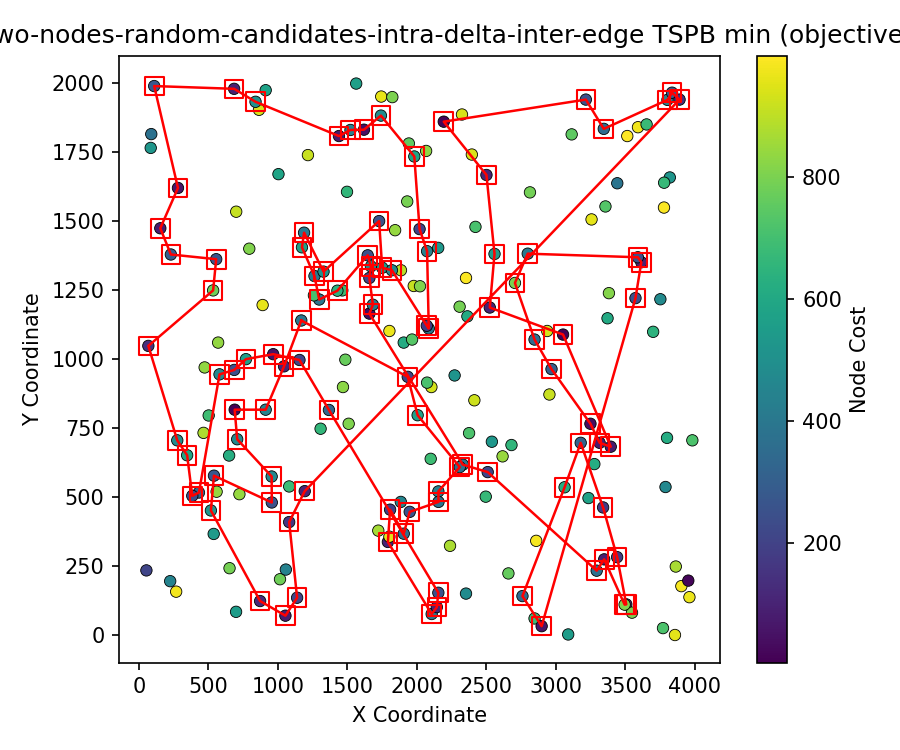 wo-nodes-random-candidates-intra-delta-inter-edge TSPB min (objective
2000
1750
1500
1250
1000
750
500
250
0
Y Coordinate
0 500 1000 1500 2000 2500 3000 3500 4000
X Coordinate
800
600
400
200
Node Cost